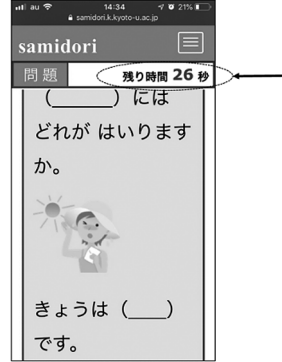 au 14:34 21%
samidori.k.kyoto-u.ac.jp
samidori
問題
残り時間 26 秒
(______) には
どれが はいります
か。
きょうは (___)
です。